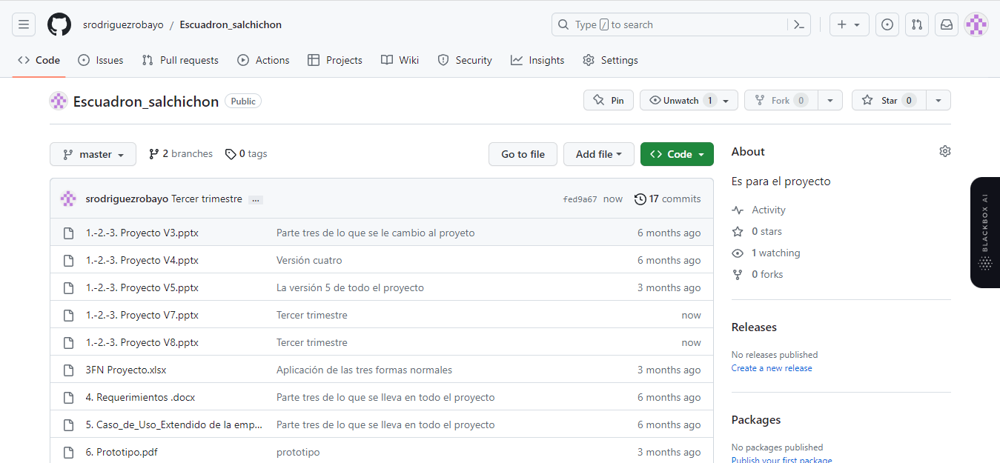 srodriguezrobayo / Escuadron_salchichon
Type / to search
Code Issues Pull requests Actions Projects Wiki Security Insights Settings
Escuadron_salchichon Public
Pin Unwatch 1 Fork 0 Star 0
master 2 branches 0 tags
Go to file Add file Code
srodriguezrobayo Tercer trimestre ... fed9a67 now 17 commits
1.-2.-3. Proyecto V3.pptx Parte tres de lo que se le cambio al proyeto 6 months ago
1.-2.-3. Proyecto V4.pptx Versión cuatro 6 months ago
1.-2.-3. Proyecto V5.pptx La versión 5 de todo el proyecto 3 months ago
1.-2.-3. Proyecto V7.pptx Tercer trimestre now
1.-2.-3. Proyecto V8.pptx Tercer trimestre now
3FN Proyecto.xlsx Aplicación de las tres formas normales 3 months ago
4. Requerimientos .docx Parte tres de lo que se lleva en todo el proyecto 6 months ago
5. Caso_de_Uso_Extendido de la emp... Parte tres de lo que se lleva en todo el proyecto 6 months ago
6. Prototipo.pdf prototipo 3 months ago
About
Es para el proyecto
Activity
0 stars
1 watching
0 forks
Releases
No releases published
Create a new release
Packages
No packages published
Publish your first package
BLACKBOX AI